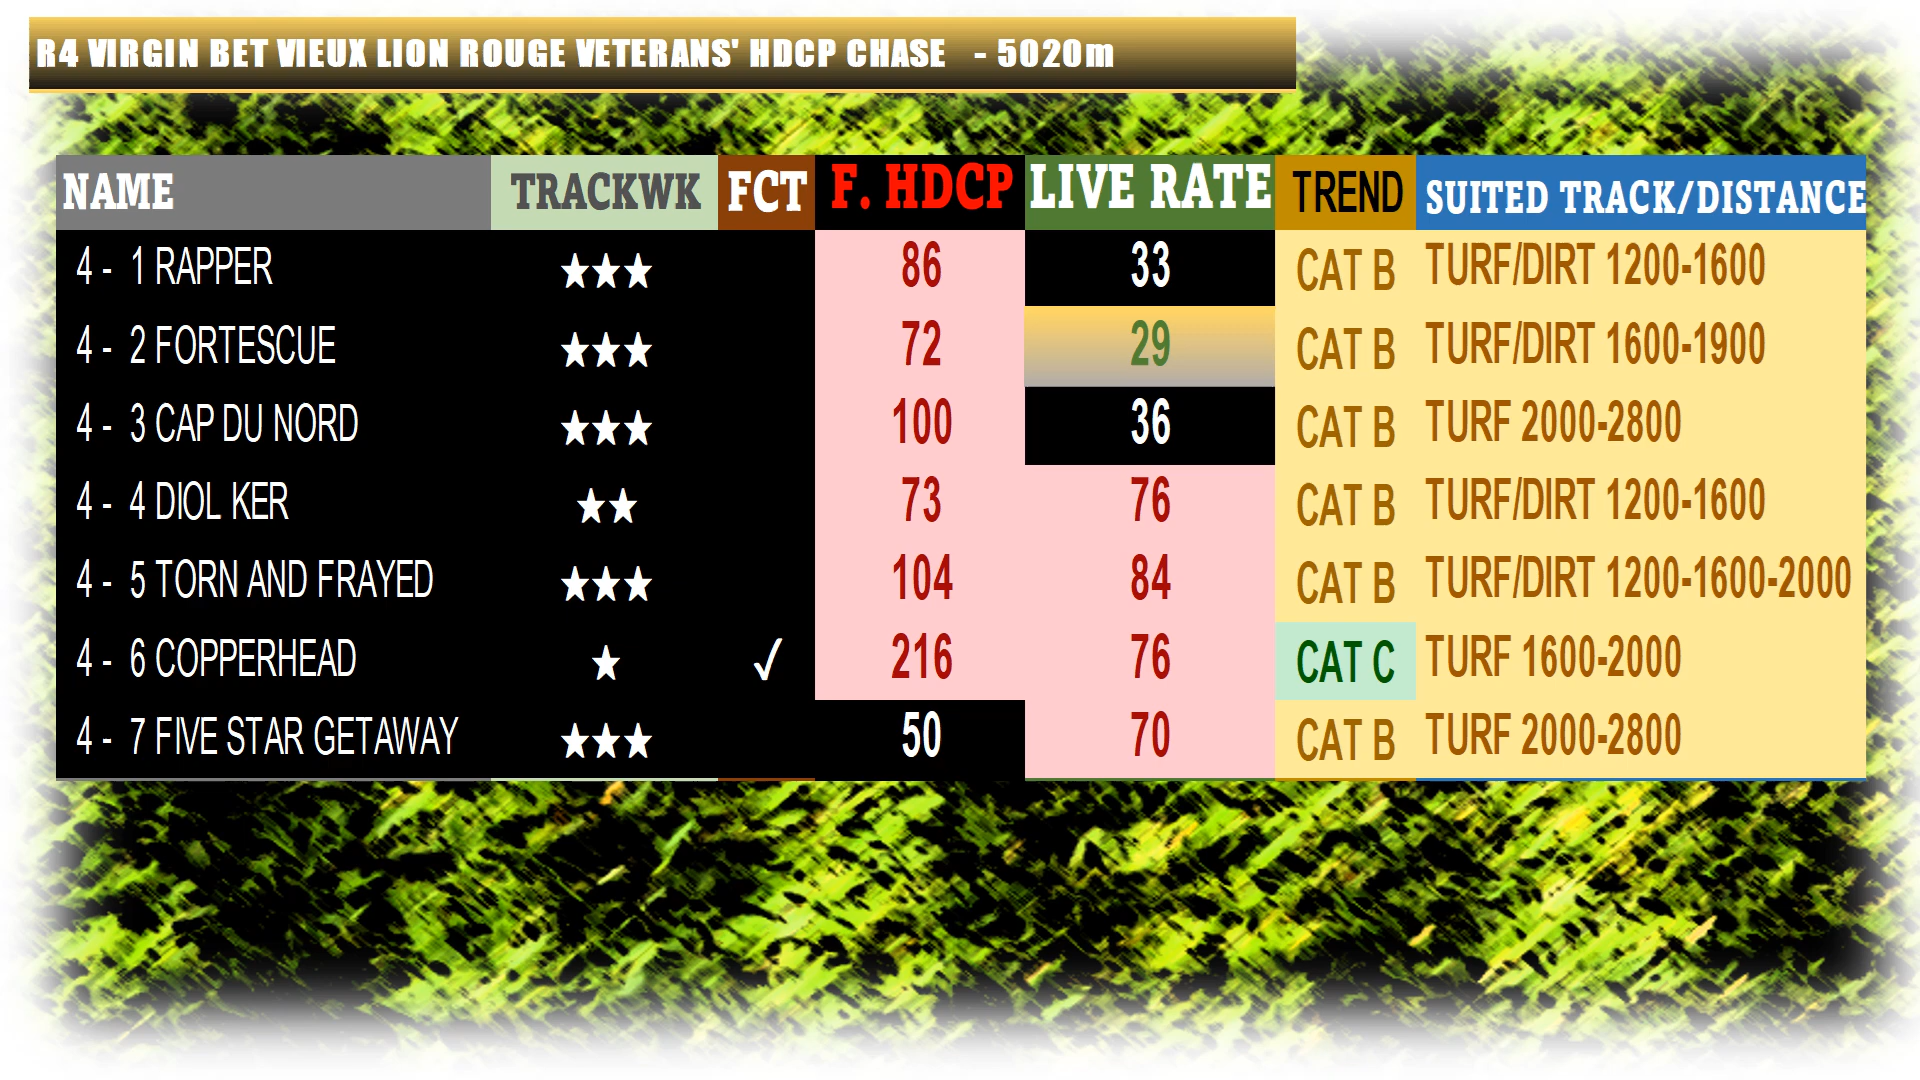 R4 VIRGIN BET VIEUX LION ROUGE VETERANS' HDCP CHASE - 5020m
NAME TRACKWK FCT F. HDCP LIVE RATE TREND SUITED TRACK/DISTANCE
4 - 1 RAPPER ★★★ 86 33 CAT B TURF/DIRT 1200-1600
4 - 2 FORTESCUE ★★★ 72 29 CAT B TURF/DIRT 1600-1900
4 - 3 CAP DU NORD ★★★ 100 36 CAT B TURF 2000-2800
4 - 4 DIOL KER ★★ 73 76 CAT B TURF/DIRT 1200-1600
4 - 5 TORN AND FRAYED ★★★ 104 84 CAT B TURF/DIRT 1200-1600-2000
4 - 6 COPPERHEAD ★ √ 216 76 CAT C TURF 1600-2000
4 - 7 FIVE STAR GETAWAY ★★★ 50 70 CAT B TURF 2000-2800